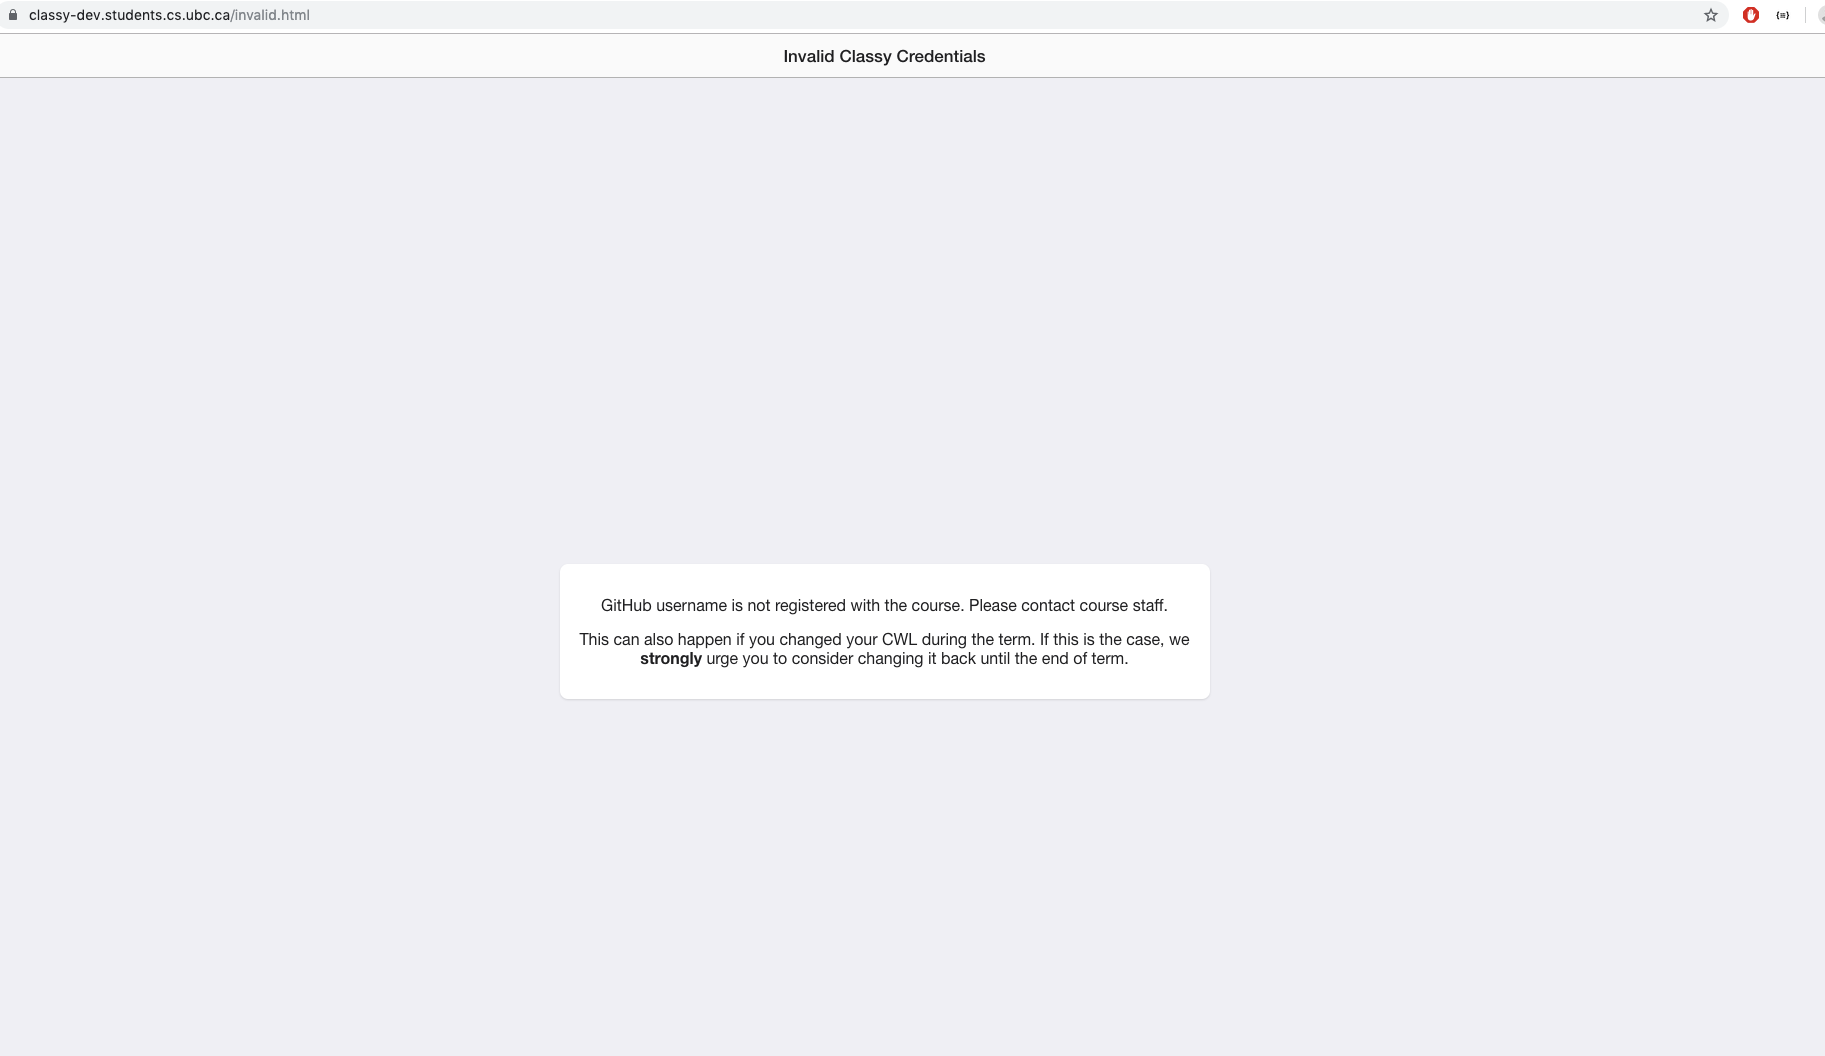 classy-dev.students.cs.ubc.ca/invalid.html
Invalid Classy Credentials
GitHub username is not registered with the course. Please contact course staff.
This can also happen if you changed your CWL during the term. If this is the case, we
strongly urge you to consider changing it back until the end of term.